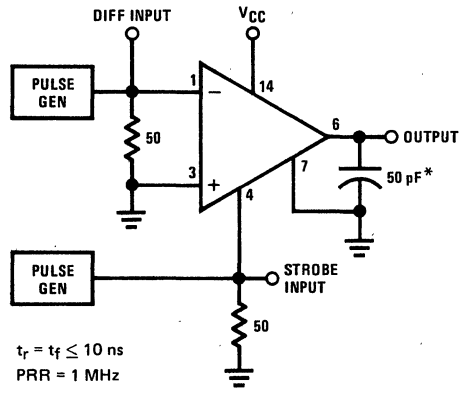 DIFF INPUT
VCC
PULSE
GEN
1
−
14
50
6
OUTPUT
3
+
7
4
50 pF*
PULSE
GEN
STROBE
INPUT
50
tr = tf ≤ 10 ns
PRR = 1 MHz